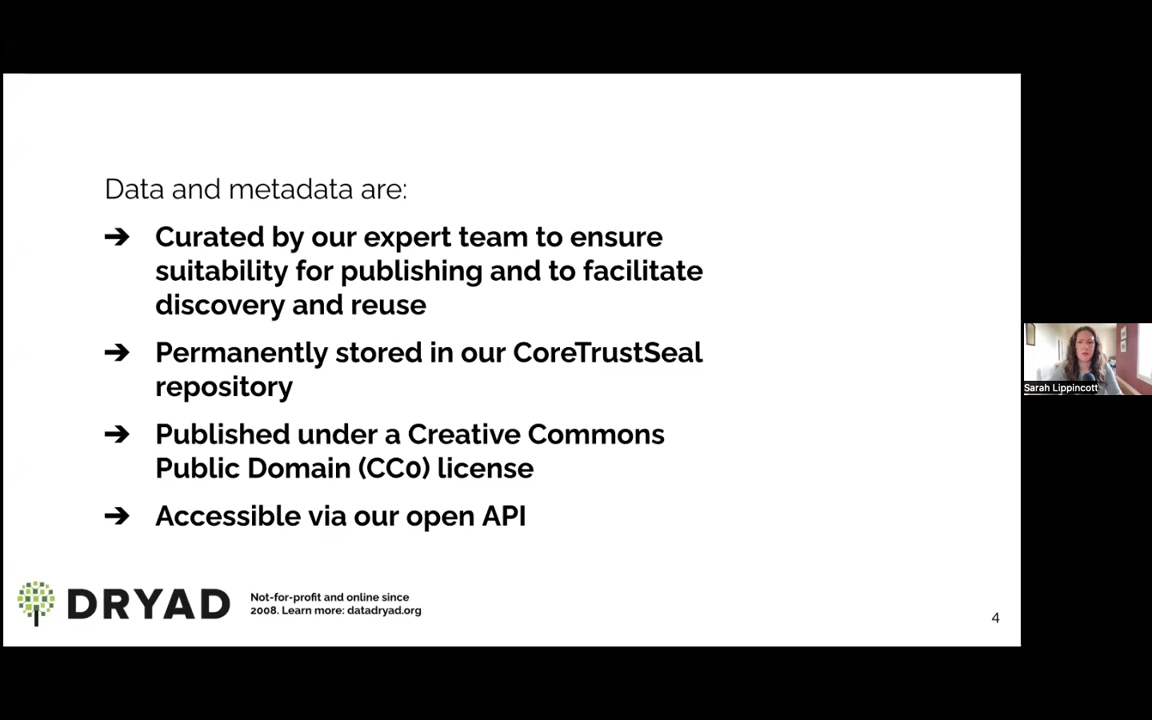 Data and metadata are:
➔ Curated by our expert team to ensure
suitability for publishing and to facilitate
discovery and reuse
➔ Permanently stored in our CoreTrustSeal
repository
➔ Published under a Creative Commons
Public Domain (CC0) license
➔ Accessible via our open API
DRYAD
Not-for-profit and online since
2008. Learn more: datadryad.org
4
Sarah Lippincott